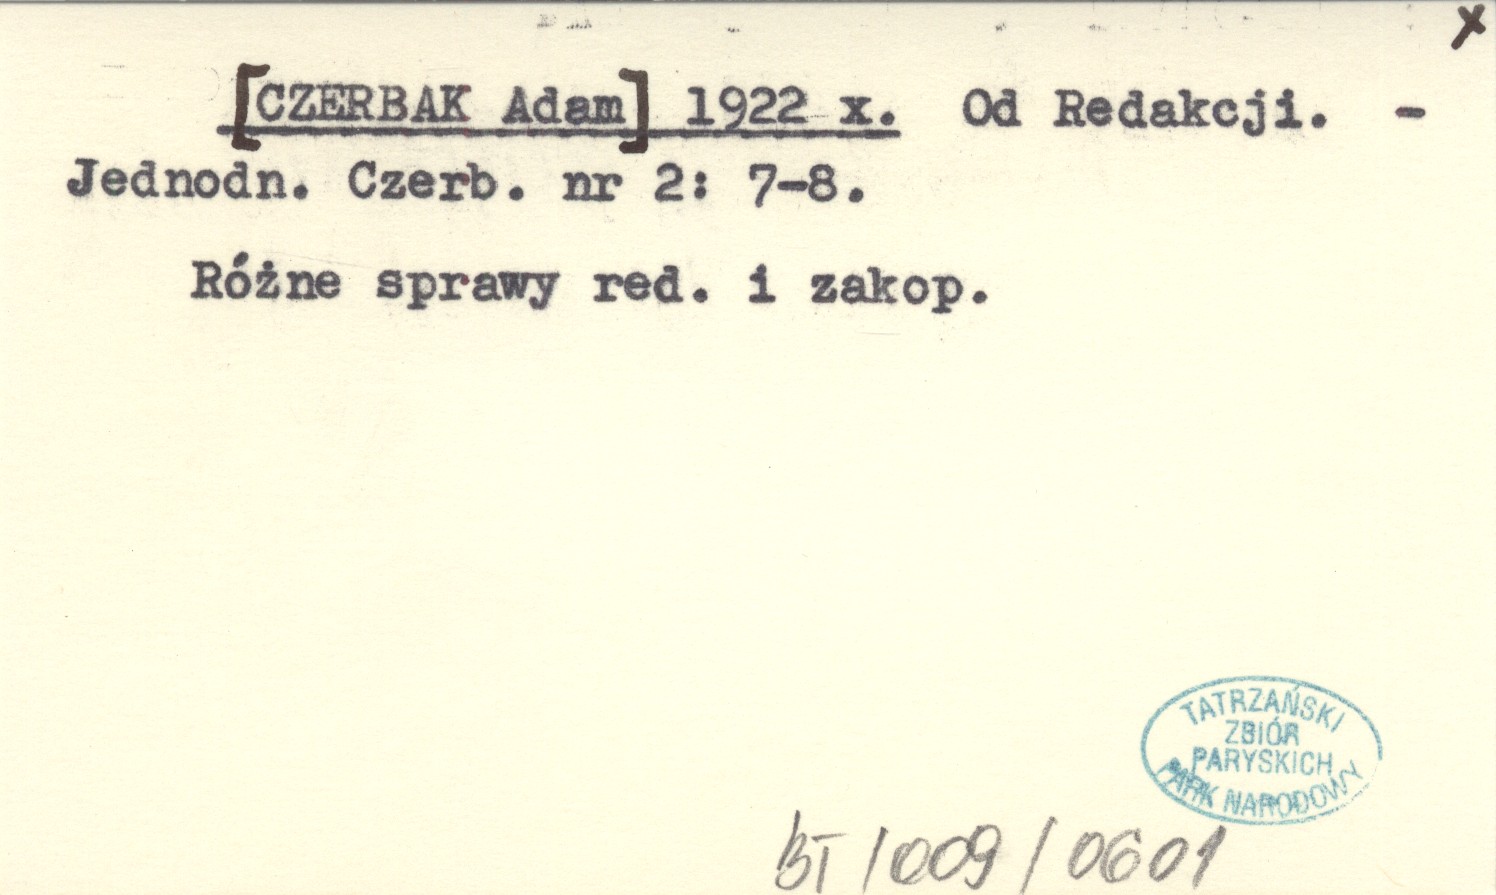 x
[CZERBAK Adam] 1922 x. Od Redakcji. -
Jednodn. Czerb. nr 2: 7-8.
Różne sprawy red. i zakop.
TATRZAŃSKI
ZBIÓR
PARYSKICH
PARK NARODOWY
BT/009/0601